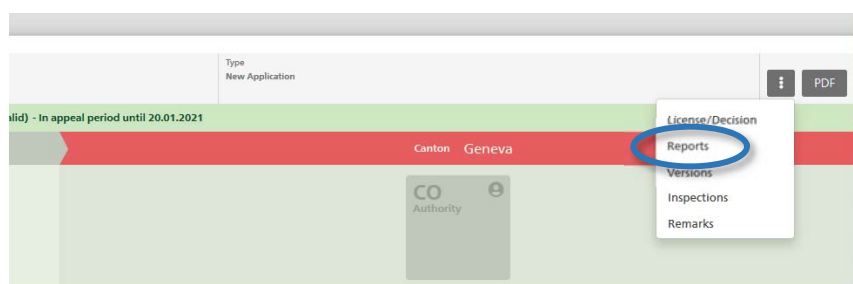 Type
New Application
PDF
alid) - In appeal period until 20.01.2021
License/Decision
Canton Geneva
Reports
Versions
CO
Authority
Inspections
Remarks